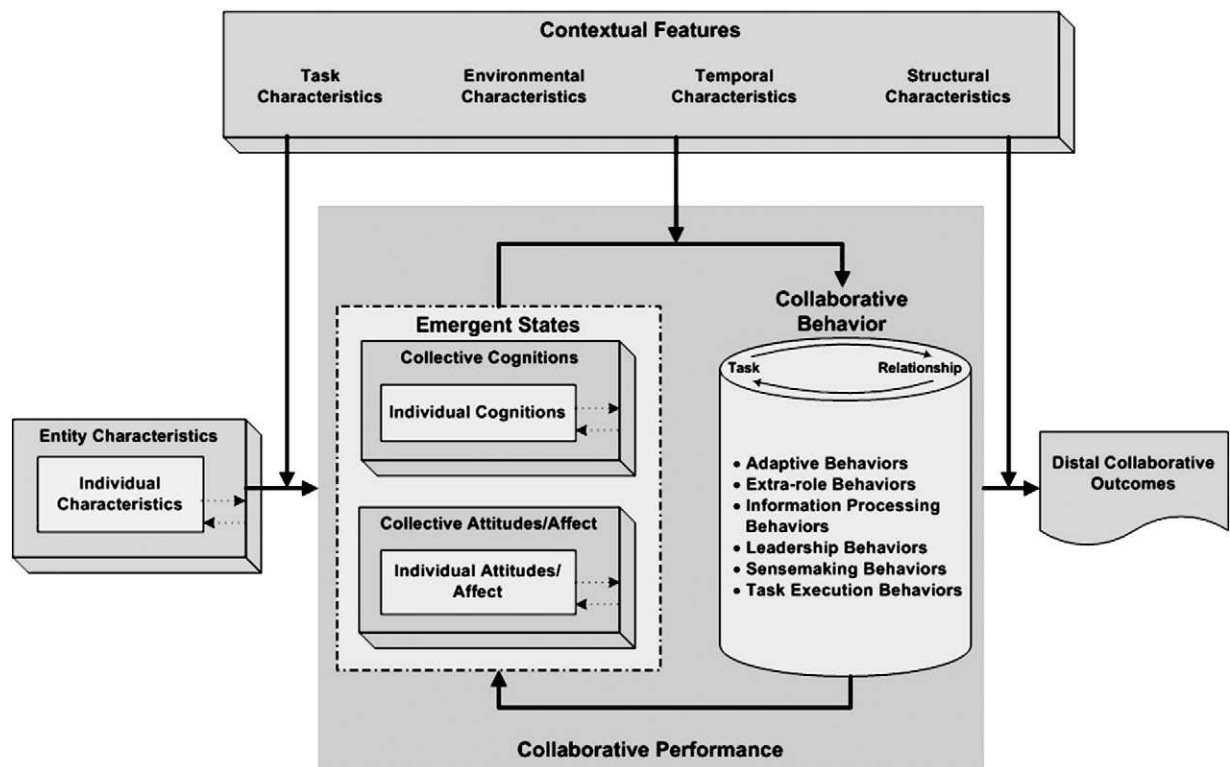 Contextual Features
Task
Characteristics
Environmental
Characteristics
Temporal
Characteristics
Structural
Characteristics
Collaborative
Behavior
Emergent States
Collective Cognitions
Individual Cognitions
Task
Relationship
Entity Characteristics
Individual
Characteristics
Collective Attitudes/Affect
Individual Attitudes/
Affect
• Adaptive Behaviors
• Extra-role Behaviors
• Information Processing
Behaviors
• Leadership Behaviors
• Sensemaking Behaviors
• Task Execution Behaviors
Distal Collaborative
Outcomes
Collaborative Performance